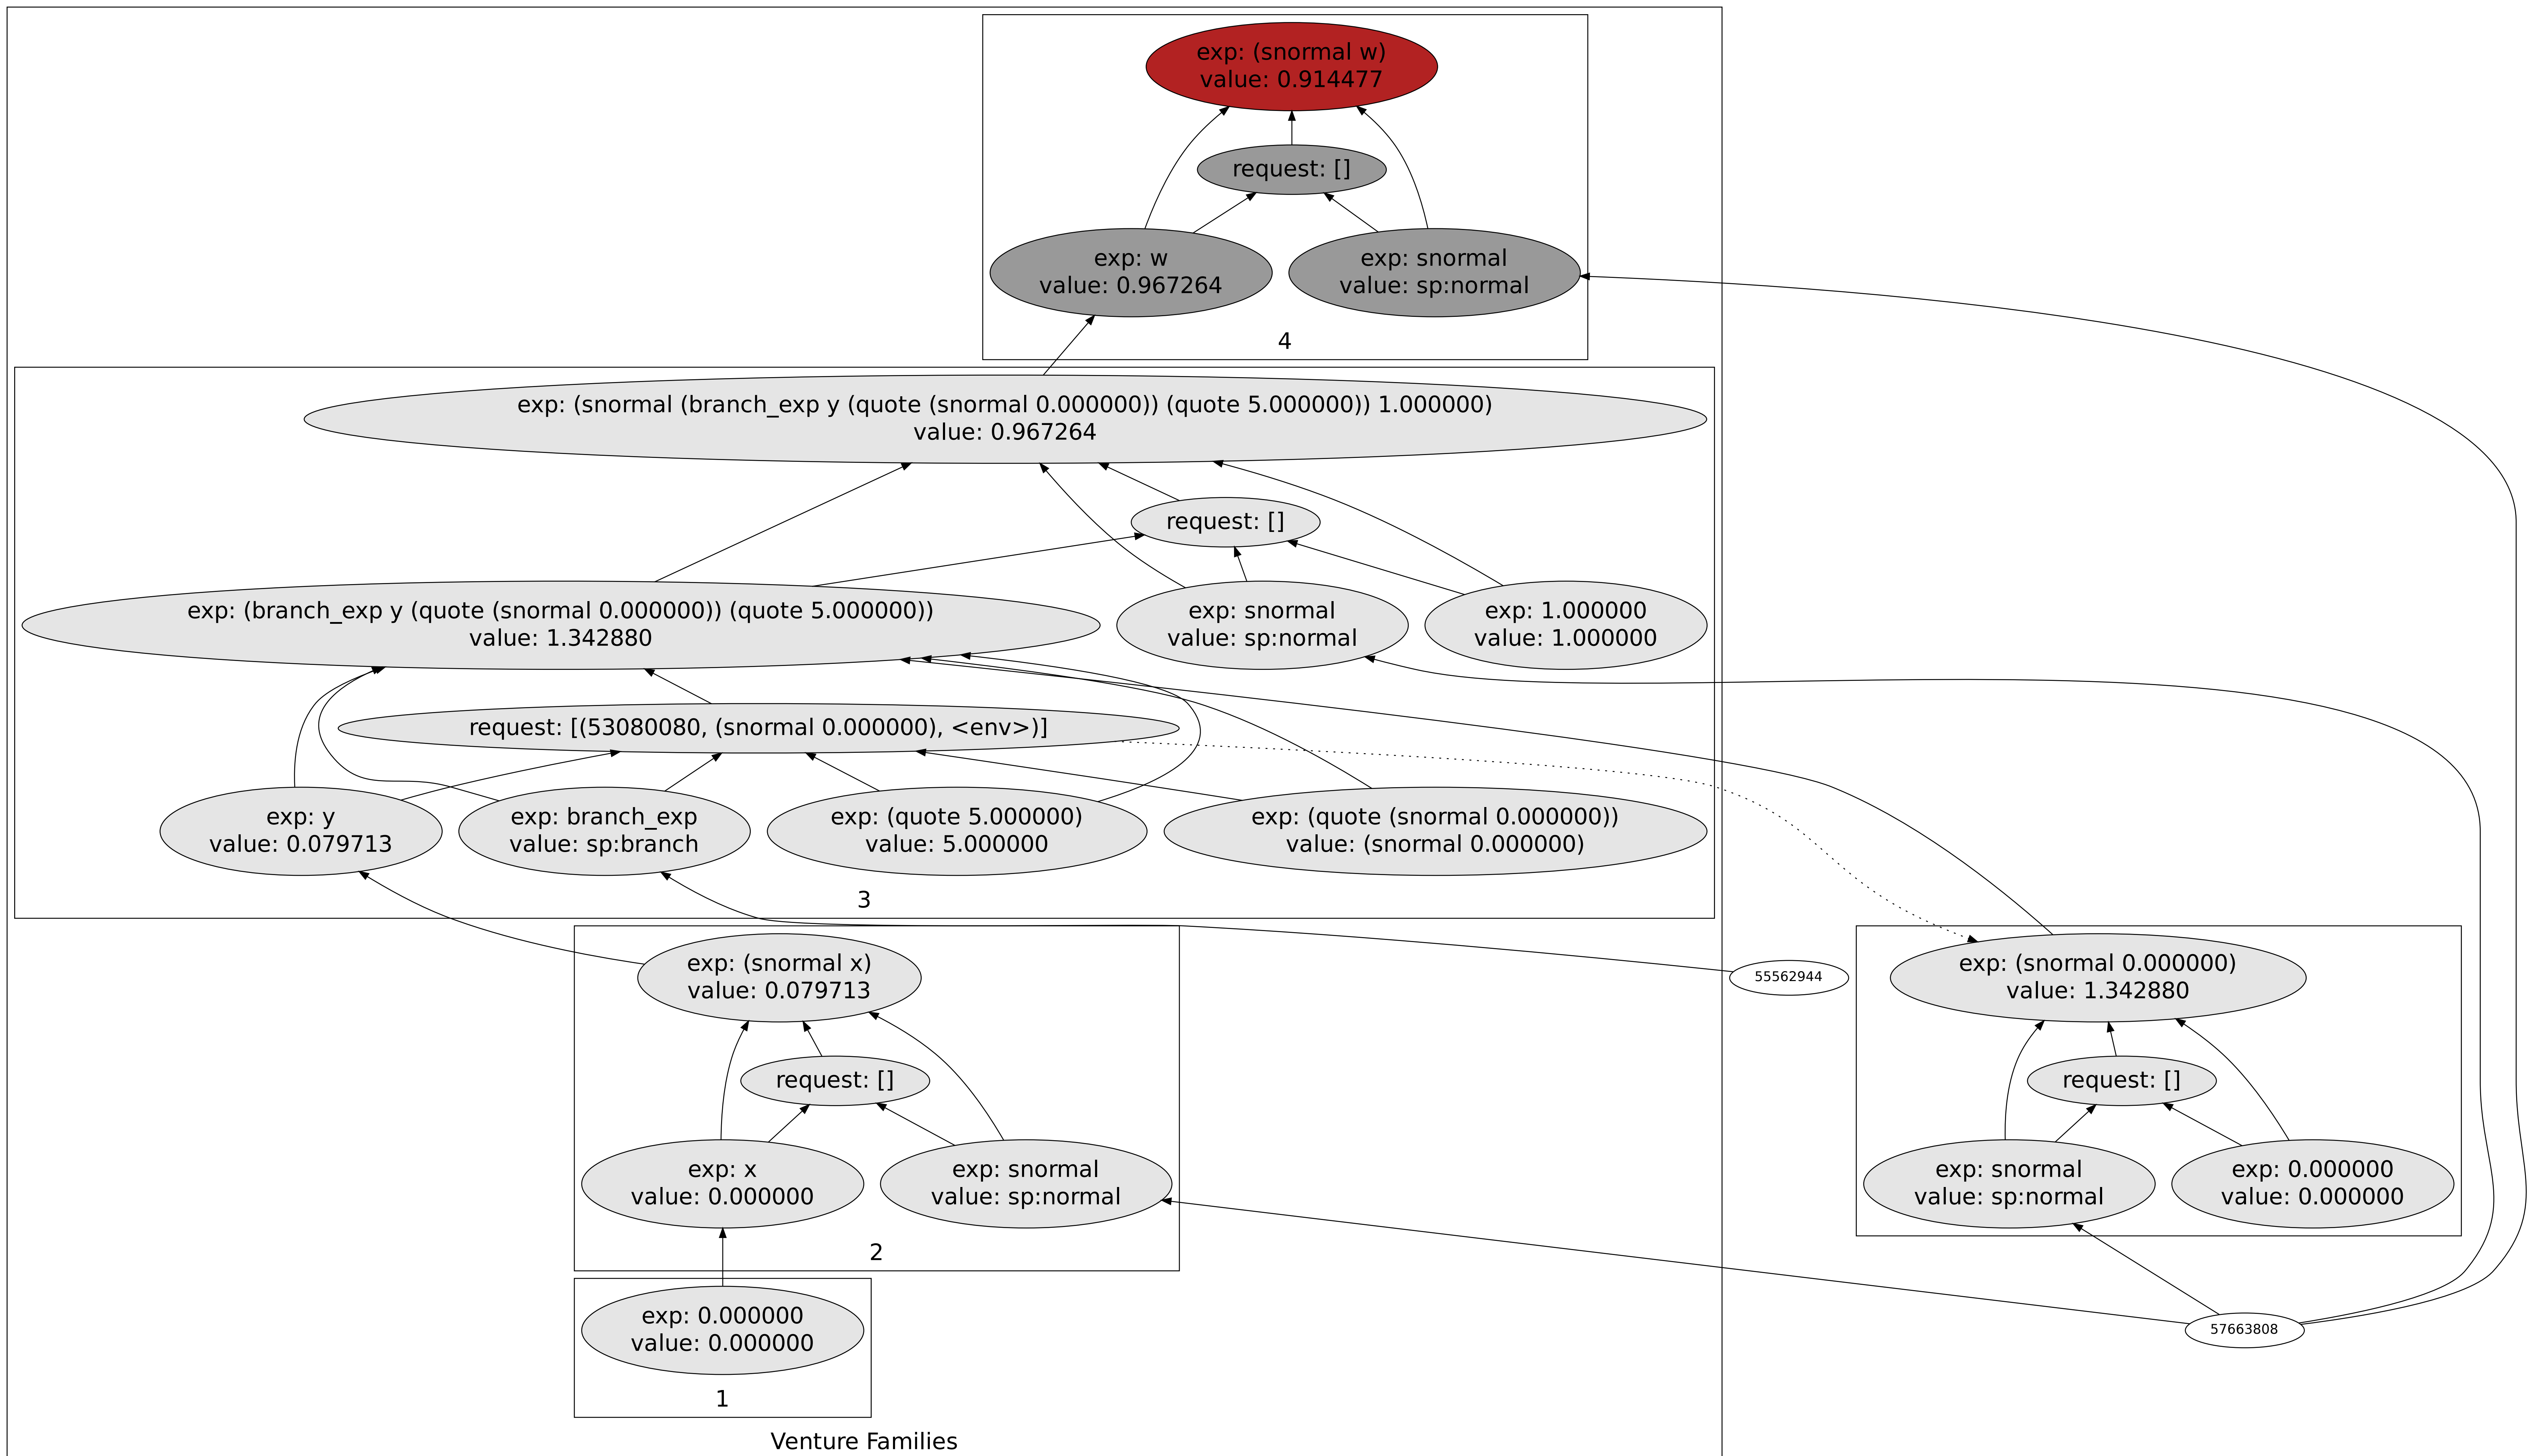 exp: (snormal w)
value: 0.914477
request: []
exp: w
value: 0.967264
exp: snormal
value: sp:normal
4
exp: (snormal (branch_exp y (quote (snormal 0.000000)) (quote 5.000000)) 1.000000)
value: 0.967264
request: []
exp: (branch_exp y (quote (snormal 0.000000)) (quote 5.000000))
value: 1.342880
exp: snormal
value: sp:normal
exp: 1.000000
value: 1.000000
request: [(53080080, (snormal 0.000000), <env>)]
exp: y
value: 0.079713
exp: branch_exp
value: sp:branch
exp: (quote 5.000000)
value: 5.000000
exp: (quote (snormal 0.000000))
value: (snormal 0.000000)
3
exp: (snormal x)
value: 0.079713
55562944
exp: (snormal 0.000000)
value: 1.342880
request: []
request: []
exp: x
value: 0.000000
exp: snormal
value: sp:normal
exp: snormal
value: sp:normal
exp: 0.000000
value: 0.000000
2
exp: 0.000000
value: 0.000000
57663808
1
Venture Families